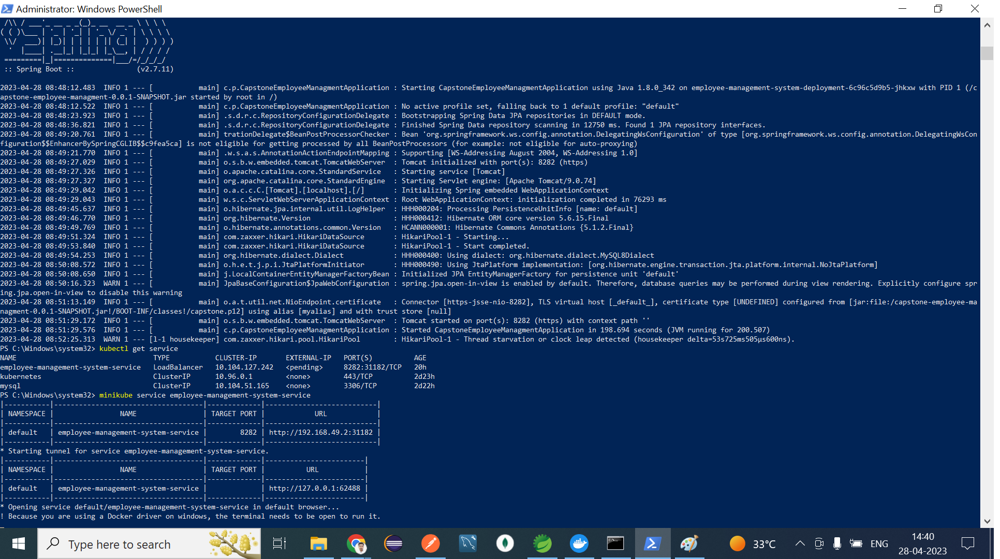 Administrator: Windows PowerShell
 /\\ / ___'_ __ _ _(_)_ __  __ _ \ \ \ \
( ( )\___ | '_ | '_| | '_ \/ _` | \ \ \ \
 \\/  ___)| |_)| | | | | || (_| |  ) ) ) )
  '  |____| .__|_| |_|_| |_\__, | / / / /
 =========|_|==============|___/=/_/_/_/
 :: Spring Boot ::               (v2.7.11)
2023-04-28 08:48:12.483  INFO 1 --- [           main] c.p.CapstoneEmployeeManagmentApplication : Starting CapstoneEmployeeManagmentApplication using Java 1.8.0_342 on employee-management-system-deployment-6c96c5d9b5-jhkxw with PID 1 (/c
apstone-employee-managment-0.0.1-SNAPSHOT.jar started by root in /)
2023-04-28 08:48:12.522  INFO 1 --- [           main] c.p.CapstoneEmployeeManagmentApplication : No active profile set, falling back to 1 default profile: "default"
2023-04-28 08:48:23.923  INFO 1 --- [           main] .s.d.r.c.RepositoryConfigurationDelegate : Bootstrapping Spring Data JPA repositories in DEFAULT mode.
2023-04-28 08:48:36.821  INFO 1 --- [           main] .s.d.r.c.RepositoryConfigurationDelegate : Finished Spring Data repository scanning in 12750 ms. Found 1 JPA repository interfaces.
2023-04-28 08:49:20.761  INFO 1 --- [           main] trationDelegate$BeanPostProcessorChecker : Bean 'org.springframework.ws.config.annotation.DelegatingWsConfiguration' of type [org.springframework.ws.config.annotation.DelegatingWsCon
figuration$$EnhancerBySpringCGLIB$$c9fea5ca] is not eligible for getting processed by all BeanPostProcessors (for example: not eligible for auto-proxying)
2023-04-28 08:49:21.770  INFO 1 --- [           main] .w.s.a.s.AnnotationActionEndpointMapping : Supporting [WS-Addressing August 2004, WS-Addressing 1.0]
2023-04-28 08:49:27.029  INFO 1 --- [           main] o.s.b.w.embedded.tomcat.TomcatWebServer  : Tomcat initialized with port(s): 8282 (https)
2023-04-28 08:49:27.326  INFO 1 --- [           main] o.apache.catalina.core.StandardService   : Starting service [Tomcat]
2023-04-28 08:49:27.327  INFO 1 --- [           main] org.apache.catalina.core.StandardEngine  : Starting Servlet engine: [Apache Tomcat/9.0.74]
2023-04-28 08:49:29.042  INFO 1 --- [           main] o.a.c.c.C.[Tomcat].[localhost].[/]       : Initializing Spring embedded WebApplicationContext
2023-04-28 08:49:29.043  INFO 1 --- [           main] w.s.c.ServletWebServerApplicationContext : Root WebApplicationContext: initialization completed in 76293 ms
2023-04-28 08:49:45.637  INFO 1 --- [           main] o.hibernate.jpa.internal.util.LogHelper  : HHH000204: Processing PersistenceUnitInfo [name: default]
2023-04-28 08:49:46.770  INFO 1 --- [           main] org.hibernate.Version                    : HHH000412: Hibernate ORM core version 5.6.15.Final
2023-04-28 08:49:49.769  INFO 1 --- [           main] o.hibernate.annotations.common.Version   : HCANN000001: Hibernate Commons Annotations {5.1.2.Final}
2023-04-28 08:49:51.324  INFO 1 --- [           main] com.zaxxer.hikari.HikariDataSource       : HikariPool-1 - Starting...
2023-04-28 08:49:53.840  INFO 1 --- [           main] com.zaxxer.hikari.HikariDataSource       : HikariPool-1 - Start completed.
2023-04-28 08:49:54.253  INFO 1 --- [           main] org.hibernate.dialect.Dialect            : HHH000400: Using dialect: org.hibernate.dialect.MySQL8Dialect
2023-04-28 08:50:08.572  INFO 1 --- [           main] o.h.e.t.j.p.i.JtaPlatformInitiator       : HHH000490: Using JtaPlatform implementation: [org.hibernate.engine.transaction.jta.platform.internal.NoJtaPlatform]
2023-04-28 08:50:08.650  INFO 1 --- [           main] j.LocalContainerEntityManagerFactoryBean : Initialized JPA EntityManagerFactory for persistence unit 'default'
2023-04-28 08:50:16.323  WARN 1 --- [           main] JpaBaseConfiguration$JpaWebConfiguration : spring.jpa.open-in-view is enabled by default. Therefore, database queries may be performed during view rendering. Explicitly configure spr
ing.jpa.open-in-view to disable this warning
2023-04-28 08:51:13.149  INFO 1 --- [           main] o.a.t.util.net.NioEndpoint.certificate   : Connector [https-jsse-nio-8282], TLS virtual host [_default_], certificate type [UNDEFINED] configured from [jar:file:/capstone-employee-ma
nagment-0.0.1-SNAPSHOT.jar!/BOOT-INF/classes!/capstone.p12] using alias [myalias] and with trust store [null]
2023-04-28 08:51:29.172  INFO 1 --- [           main] o.s.b.w.embedded.tomcat.TomcatWebServer  : Tomcat started on port(s): 8282 (https) with context path ''
2023-04-28 08:51:29.576  INFO 1 --- [           main] c.p.CapstoneEmployeeManagmentApplication : Started CapstoneEmployeeManagmentApplication in 198.694 seconds (JVM running for 200.507)
2023-04-28 08:52:25.313  WARN 1 --- [l-1 housekeeper] com.zaxxer.hikari.pool.HikariPool        : HikariPool-1 - Thread starvation or clock leap detected (housekeeper delta=53s725ms505µs600ns).
PS C:\Windows\system32> kubectl get service
NAME                                 TYPE           CLUSTER-IP       EXTERNAL-IP   PORT(S)          AGE
employee-management-system-service   LoadBalancer   10.104.127.242   <pending>     8282:31182/TCP   20h
kubernetes                           ClusterIP      10.96.0.1        <none>        443/TCP          2d23h
mysql                                ClusterIP      10.104.51.165    <none>        3306/TCP         2d22h
PS C:\Windows\system32> minikube service employee-management-system-service
|-----------|------------------------------------|-------------|---------------------------|
| NAMESPACE |                NAME                | TARGET PORT |            URL            |
|-----------|------------------------------------|-------------|---------------------------|
| default   | employee-management-system-service |        8282 | http://192.168.49.2:31182 |
|-----------|------------------------------------|-------------|---------------------------|
* Starting tunnel for service employee-management-system-service.
|-----------|------------------------------------|-------------|------------------------|
| NAMESPACE |                NAME                | TARGET PORT |          URL           |
|-----------|------------------------------------|-------------|------------------------|
| default   | employee-management-system-service |             | http://127.0.0.1:62488 |
|-----------|------------------------------------|-------------|------------------------|
* Opening service default/employee-management-system-service in default browser...
! Because you are using a Docker driver on windows, the terminal needs to be open to run it.
Type here to search
33°C
ENG
14:40
28-04-2023